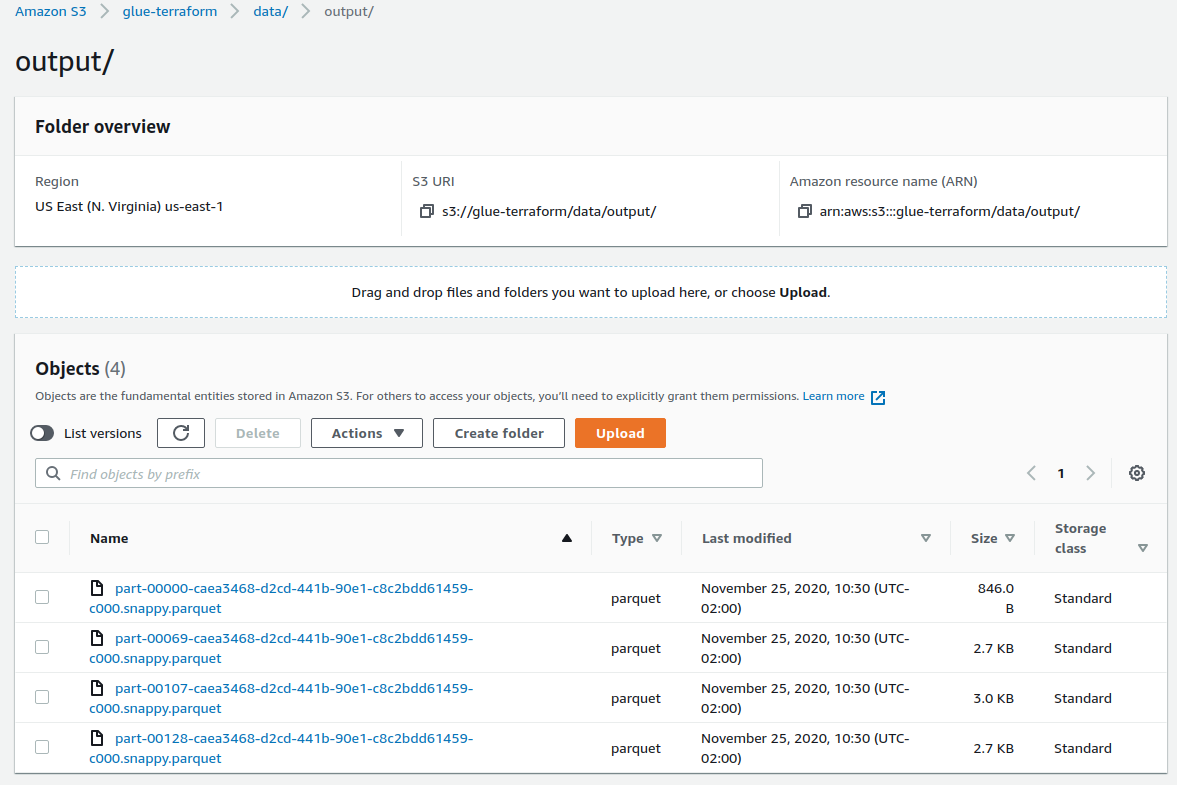 Amazon S3 > glue-terraform > data/ > output/
output/
Folder overview
Region
US East (N. Virginia) us-east-1
S3 URI
s3://glue-terraform/data/output/
Amazon resource name (ARN)
arn:aws:s3:::glue-terraform/data/output/
Drag and drop files and folders you want to upload here, or choose Upload.
Objects (4)
Objects are the fundamental entities stored in Amazon S3. For others to access your objects, you'll need to explicitly grant them permissions. Learn more
List versions Delete Actions Create folder Upload
Find objects by prefix
1
Name Type Last modified Size Storage class
part-00000-caea3468-d2cd-441b-90e1-c8c2bdd61459-
c000.snappy.parquet
parquet
November 25, 2020, 10:30 (UTC-
02:00)
846.0
B
Standard
part-00069-caea3468-d2cd-441b-90e1-c8c2bdd61459-
c000.snappy.parquet
parquet
November 25, 2020, 10:30 (UTC-
02:00)
2.7 KB
Standard
part-00107-caea3468-d2cd-441b-90e1-c8c2bdd61459-
c000.snappy.parquet
parquet
November 25, 2020, 10:30 (UTC-
02:00)
3.0 KB
Standard
part-00128-caea3468-d2cd-441b-90e1-c8c2bdd61459-
c000.snappy.parquet
parquet
November 25, 2020, 10:30 (UTC-
02:00)
2.7 KB
Standard